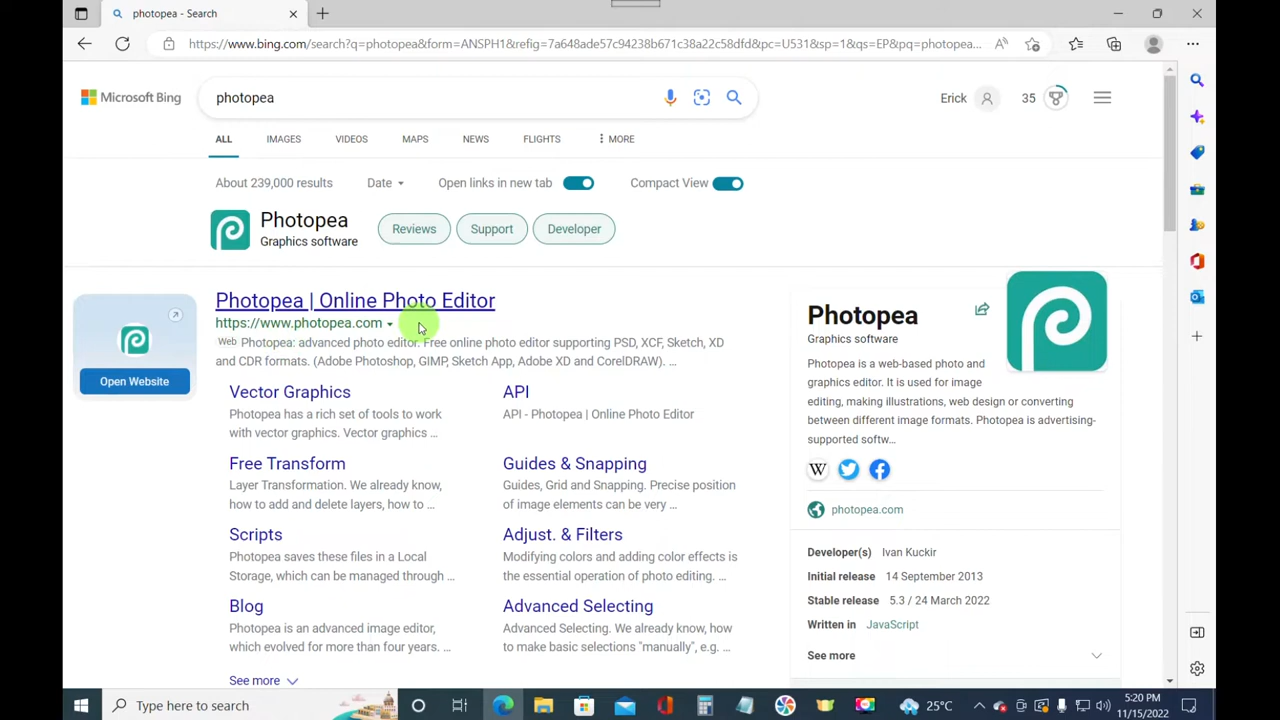 photopea - Search
https://www.bing.com/search?q=photopea&form=ANSPH1&refig=7a648ade57c94238b671c38a22c58dfd&pc=U531&sp=1&qs=EP&pq=photopea...
Microsoft Bing
photopea
Erick
35
ALL
IMAGES
VIDEOS
MAPS
NEWS
FLIGHTS
MORE
About 239,000 results
Date
Open links in new tab
Compact View
Photopea
Graphics software
Reviews
Support
Developer
Open Website
Photopea | Online Photo Editor
https://www.photopea.com
Web Photopea: advanced photo editor. Free online photo editor supporting PSD, XCF, Sketch, XD
and CDR formats. (Adobe Photoshop, GIMP, Sketch App, Adobe XD and CorelDRAW). ...
Vector Graphics
Photopea has a rich set of tools to work
with vector graphics. Vector graphics ...
API
API - Photopea | Online Photo Editor
Free Transform
Layer Transformation. We already know,
how to add and delete layers, how to ...
Guides & Snapping
Guides, Grid and Snapping. Precise position
of image elements can be very ...
Scripts
Photopea saves these files in a Local
Storage, which can be managed through ...
Adjust. & Filters
Modifying colors and adding color effects is
the essential operation of photo editing. ...
Blog
Photopea is an advanced image editor,
which evolved for more than four years. ...
Advanced Selecting
Advanced Selecting. We already know, how
to make basic selections "manually", e.g. ...
See more
Photopea
Graphics software
Photopea is a web-based photo and
graphics editor. It is used for image
editing, making illustrations, web design or converting
between different image formats. Photopea is advertising-
supported softw...
W
photopea.com
Developer(s) Ivan Kuckir
Initial release 14 September 2013
Stable release 5.3 / 24 March 2022
Written in JavaScript
See more
Type here to search
25°C
5:20 PM
11/15/2022